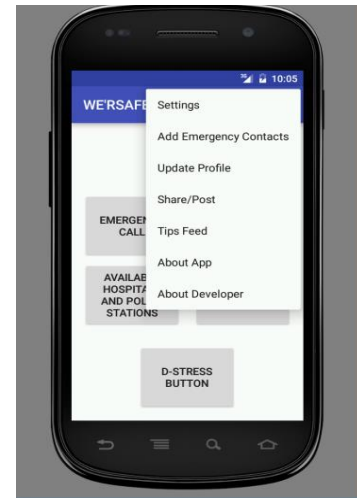 10:05
WE'RSAFE
Settings
Add Emergency Contacts
Update Profile
Share/Post
Tips Feed
About App
About Developer
EMERGEN
CALL
AVAILAB
HOSPITA
AND POL
STATIONS
D-STRESS
BUTTON